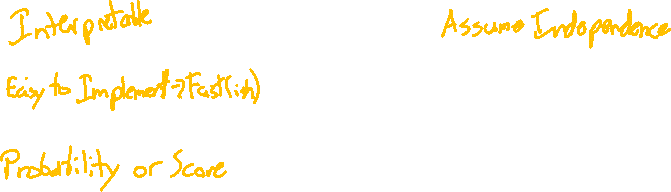 Interpretable
Assume Independence
Easy to Implement → Fast(ish)
Probability or Score